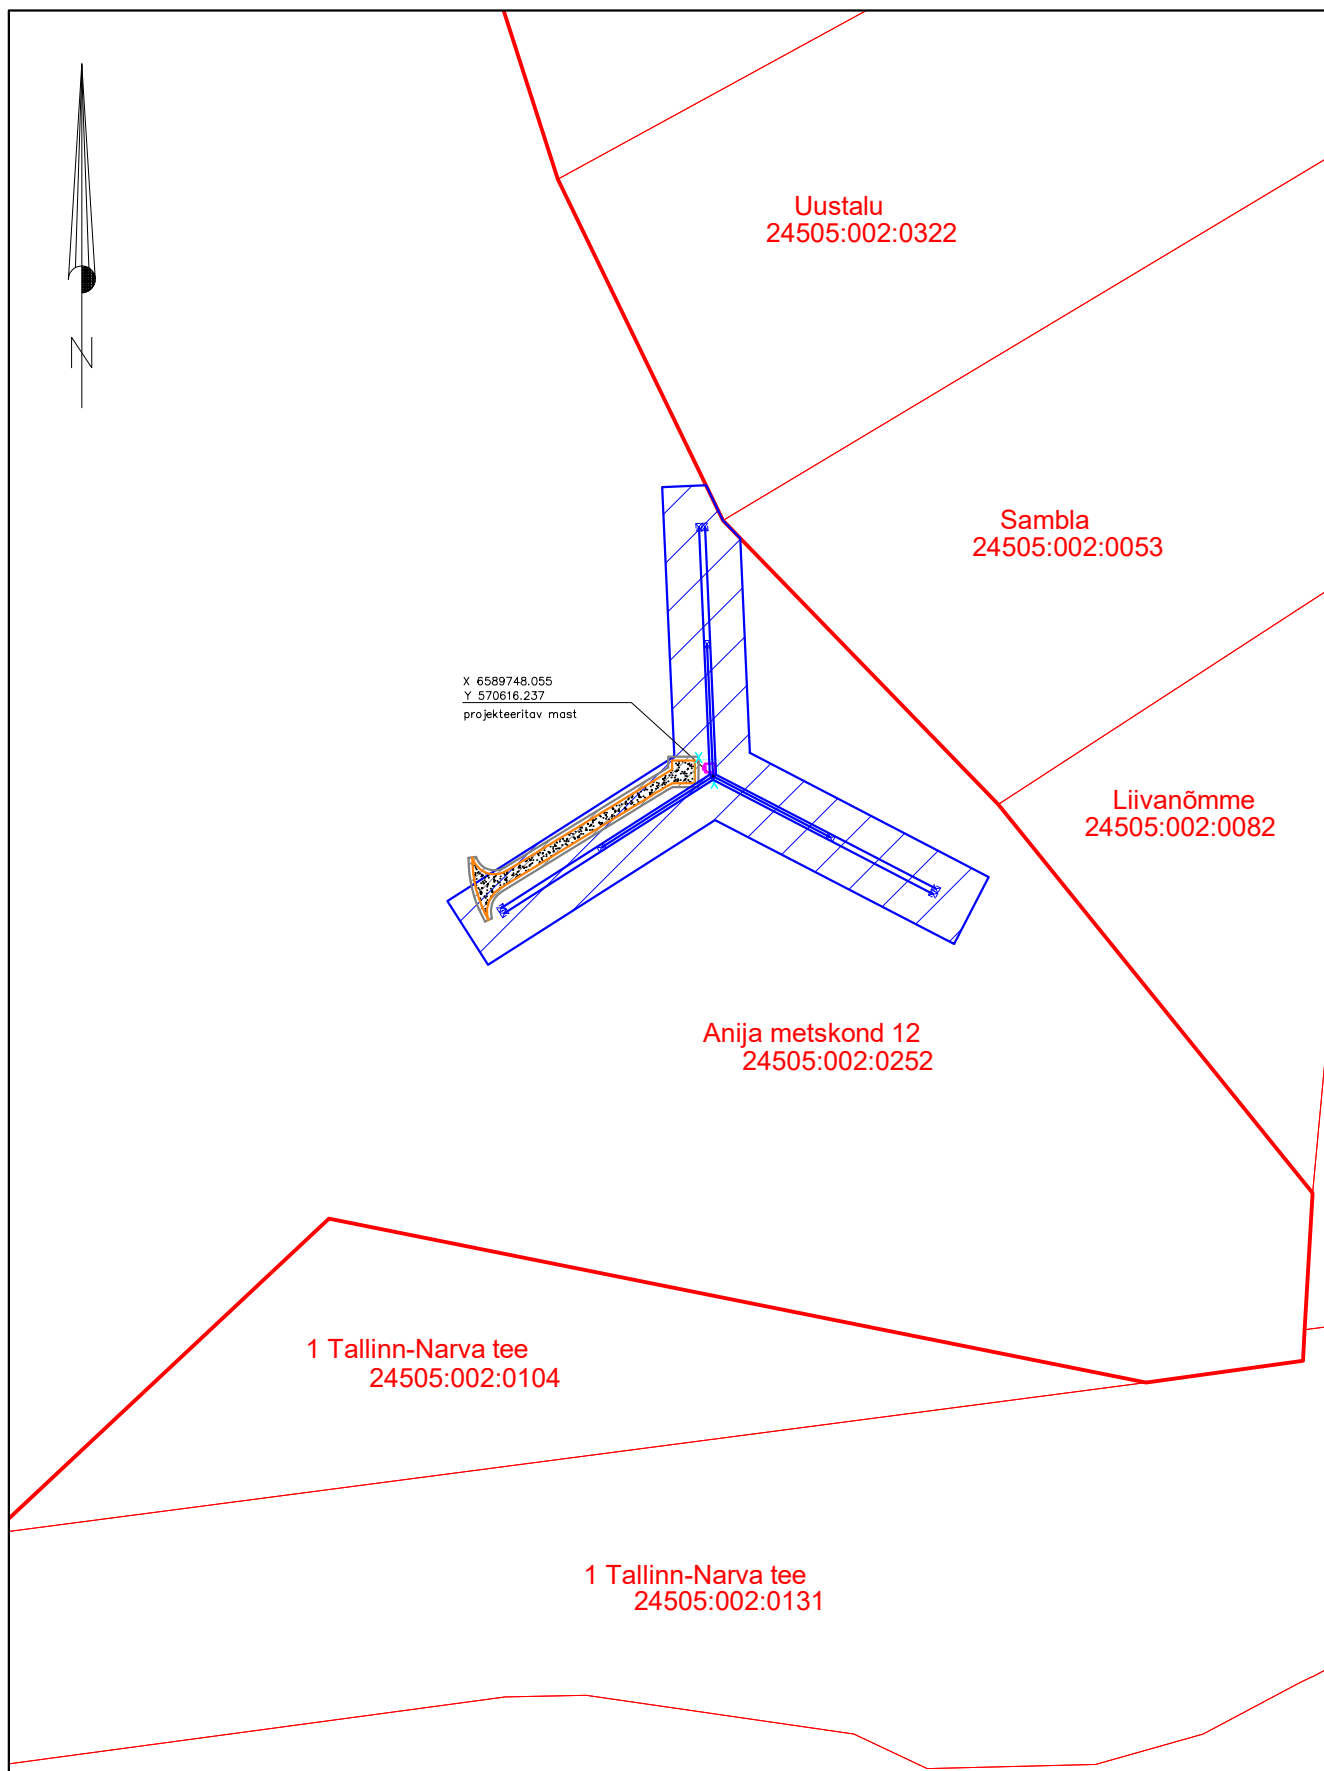 Uustalu
24505:002:0322
N
Sambla
24505:002:0053
X 6589748.055
Y 570616.237
projekteeritav mast
Liivanõmme
24505:002:0082
Anija metskond 12
24505:002:0252
1 Tallinn-Narva tee
24505:002:0104
1 Tallinn-Narva tee
24505:002:0131